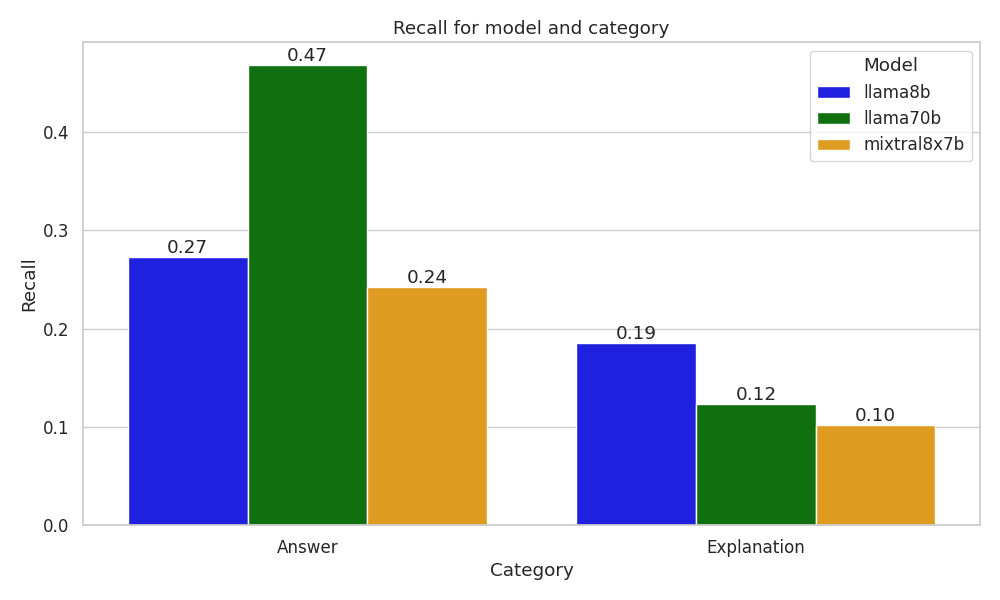 Recall for model and category
Model
llama8b
llama70b
mixtral8x7b
Recall
0.4
0.3
0.2
0.1
0.0
0.47
0.27
0.24
0.19
0.12
0.10
Answer
Explanation
Category